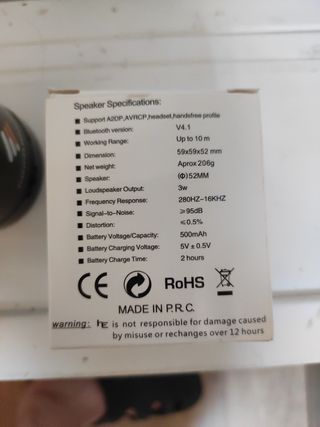 Speaker Specifications:
■ Support A2DP,AVRCP,headset,handsfree profile
■ Bluetooth version: V4.1
■ Working Range: Up to 10 m
■ Dimension: 59x59x52 mm
■ Net weight: Aprox 206g
■ Speaker: (Φ)52MM
■ Loudspeaker Output: 3w
■ Frequency Response: 280HZ~16KHZ
■ Signal-to-Noise: ≥95dB
■ Distortion: ≤0.5%
■ Battery Voltage/Capacity: 500mAh
■ Battery Charging Voltage: 5V ± 0.5V
■ Battery Charge Time: 2 hours
CE RoHS
MADE IN P.R.C.
warning: is not responsible for damage caused
by misuse or recharges over 12 hours